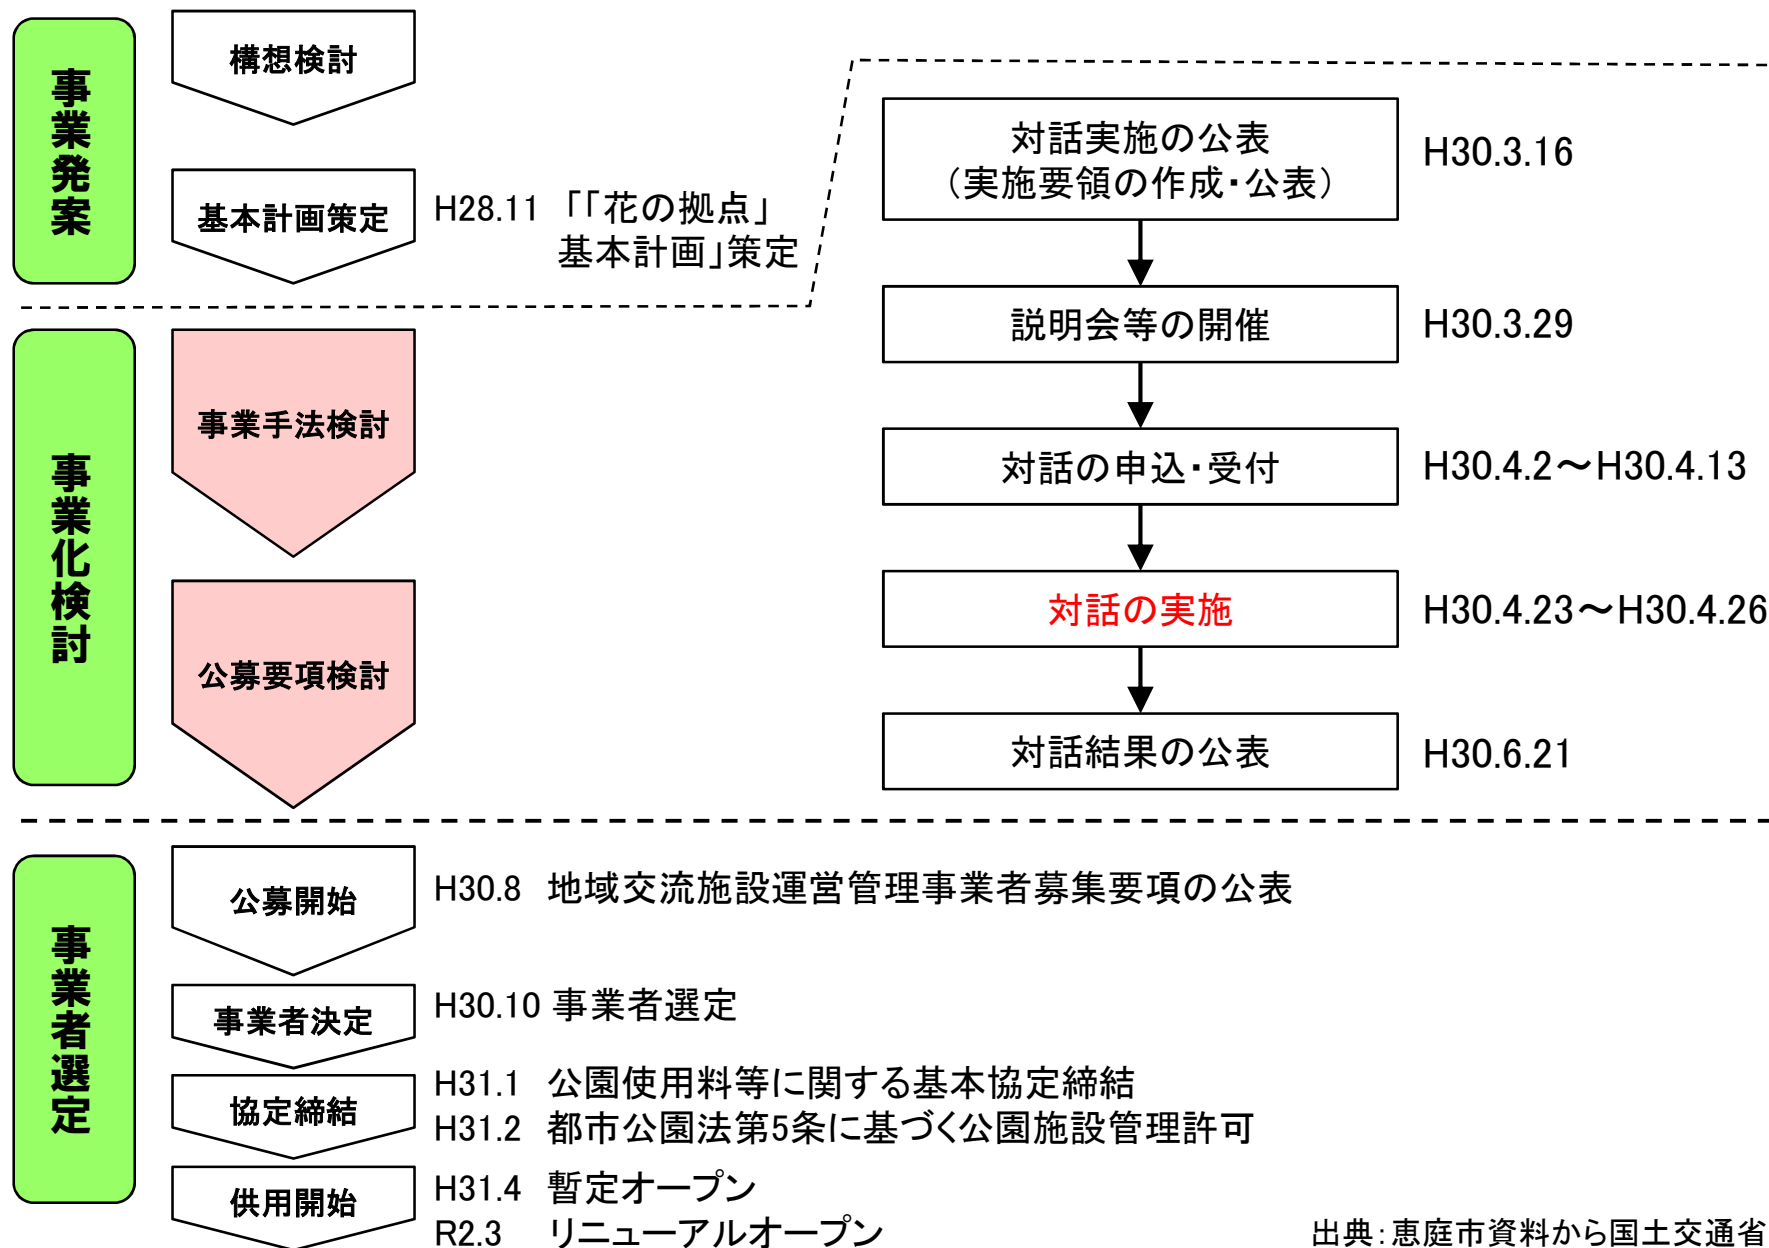 事業発案
構想検討
基本計画策定
H28.11 「「花の拠点」
基本計画」策定
事業化検討
事業手法検討
公募要項検討
対話実施の公表
（実施要領の作成・公表）
H30.3.16
説明会等の開催
H30.3.29
対話の申込・受付
H30.4.2～H30.4.13
対話の実施
H30.4.23～H30.4.26
対話結果の公表
H30.6.21
事業者選定
公募開始
H30.8 地域交流施設運営管理事業者募集要項の公表
事業者決定
H30.10 事業者選定
協定締結
H31.1 公園使用料等に関する基本協定締結
H31.2 都市公園法第5条に基づく公園施設管理許可
供用開始
H31.4 暫定オープン
R2.3 リニューアルオープン
出典：恵庭市資料から国土交通省